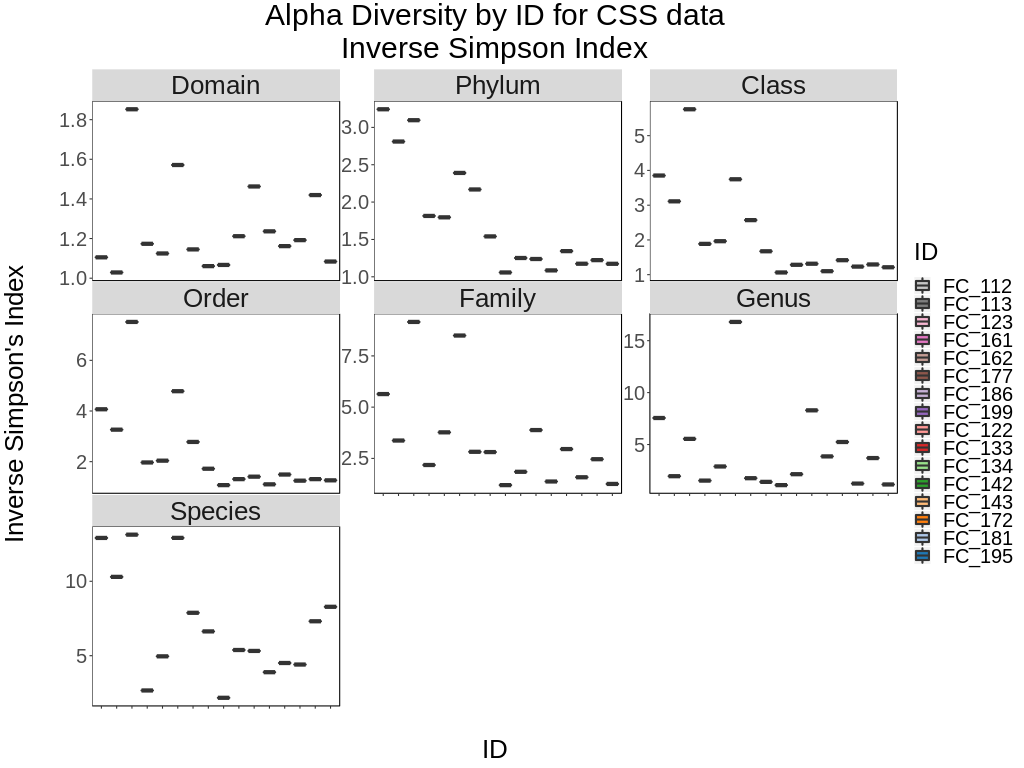 Alpha Diversity by ID for CSS data
Inverse Simpson Index
Domain Phylum Class
1.8
1.6
1.4
1.2
1.0
3.0
2.5
2.0
1.5
1.0
5
4
3
2
1
Order Family Genus
6
4
2
7.5
5.0
2.5
15
10
5
Species
10
5
Inverse Simpson's Index
ID
ID
FC_112
FC_113
FC_123
FC_161
FC_162
FC_177
FC_186
FC_199
FC_122
FC_133
FC_134
FC_142
FC_143
FC_172
FC_181
FC_195